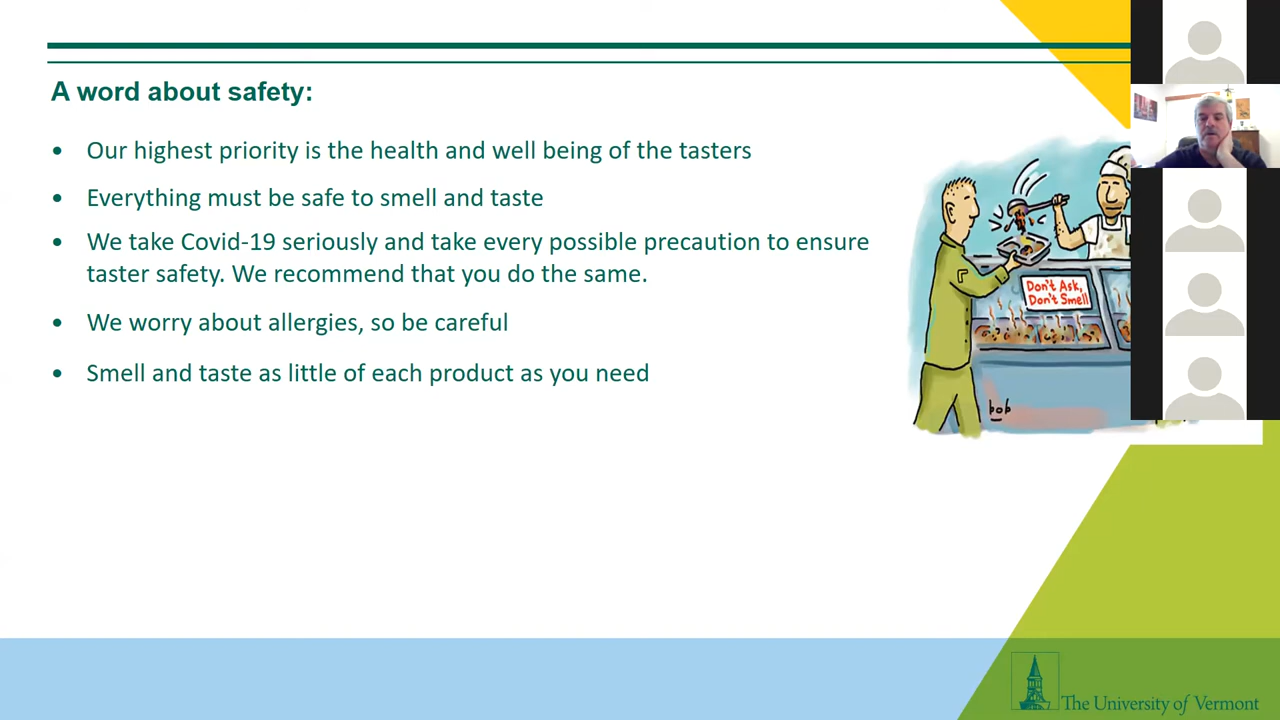 A word about safety:
• Our highest priority is the health and well being of the tasters
• Everything must be safe to smell and taste
• We take Covid-19 seriously and take every possible precaution to ensure
taster safety. We recommend that you do the same.
• We worry about allergies, so be careful
• Smell and taste as little of each product as you need
Don't Ask,
Don't Smell
bob
The University of Vermont